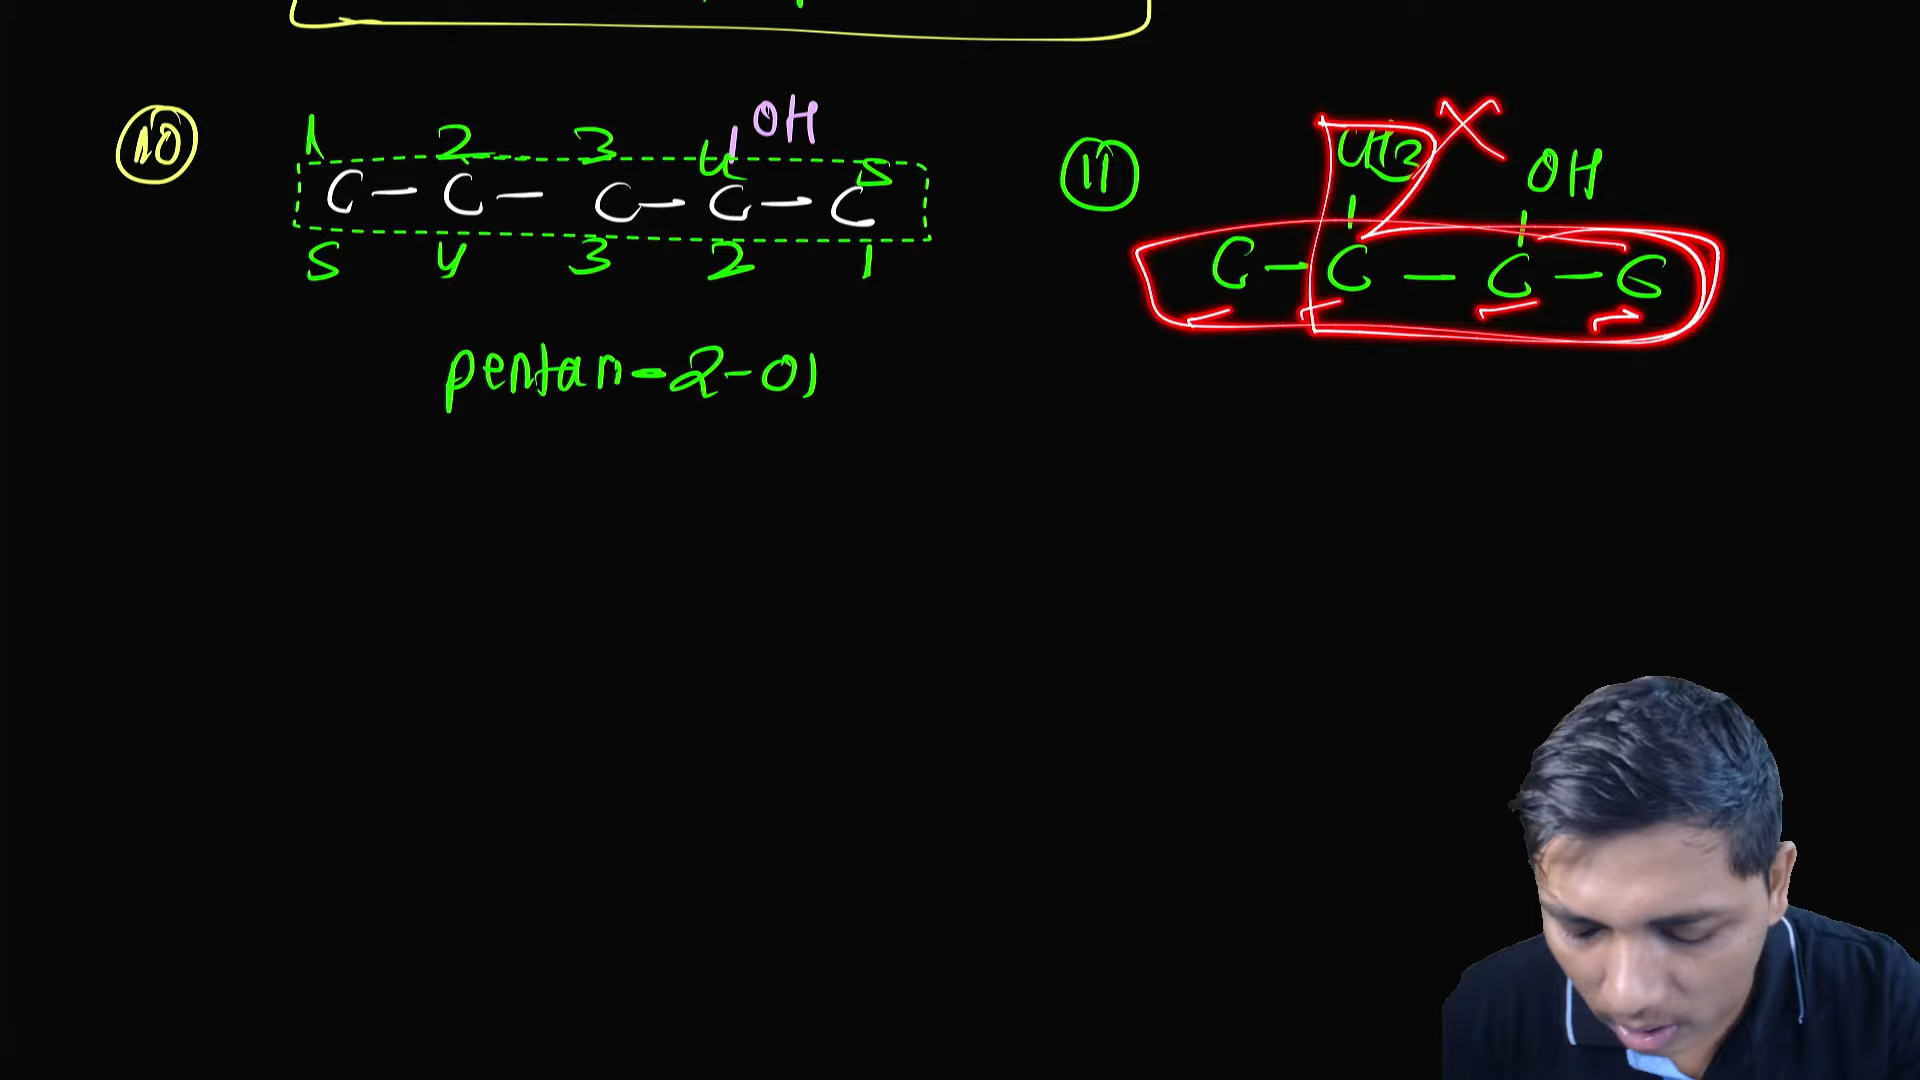 10
OH
1 2 3 4 5
C - C - C - C - C
5 4 3 2 1
pentan-2-ol
11
CH3 OH
C - C - C - C